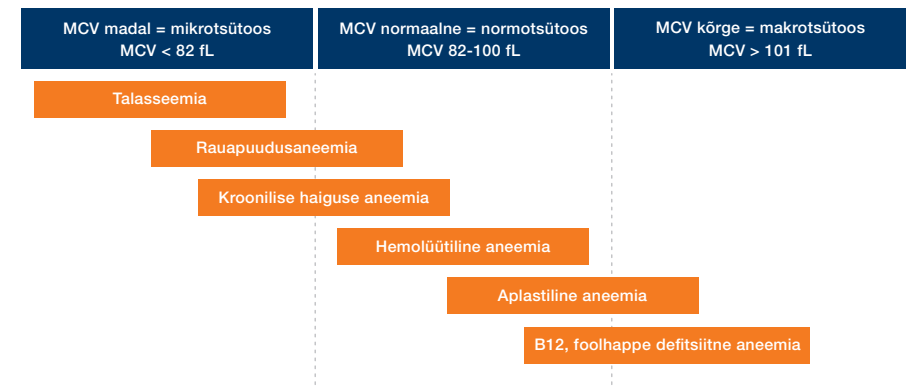 MCV madal = mikrotsütoos
MCV < 82 fL
MCV normaalne = normotsütoos
MCV 82-100 fL
MCV kõrge = makrotsütoos
MCV > 101 fL
Talasseemia
Rauapuudusaneemia
Kroonilise haiguse aneemia
Hemolüütiline aneemia
Aplastiline aneemia
B12, foolhappe defitsiitne aneemia